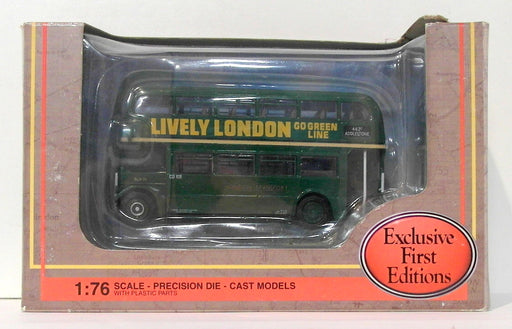 LIVELY LONDON GO GREEN
LINE
Exclusive
First
Editions
1:76 SCALE - PRECISION DIE - CAST MODELS
WITH PLASTIC PARTS